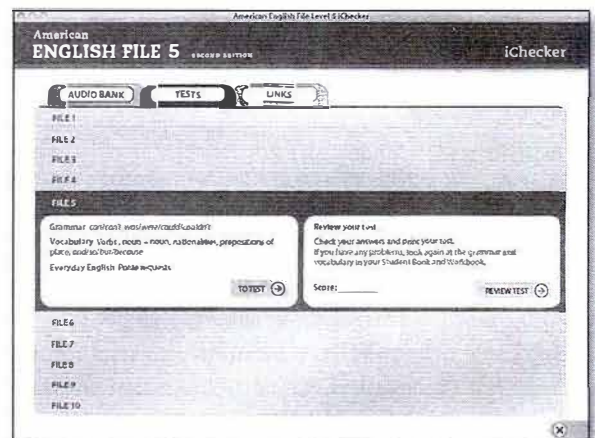 American English File Level 5 iChecker
American
ENGLISH FILE 5 SECOND EDITION
iChecker
AUDIO BANK
TESTS
LINKS
FILE 1
FILE 2
FILE 3
FILE 4
FILE 5
Grammar can/can't, was/were/could/couldn't
Vocabulary Verbs, noun – noun, nationalities, prepositions of
place, and/so/but/because
Everyday English Polite requests
TO TEST
Review your test
Check your answers and print your test.
If you have any problems, look again at the grammar and
vocabulary in your Student Book and Workbook.
Score:
REVIEW TEST
FILE 6
FILE 7
FILE 8
FILE 9
FILE 10